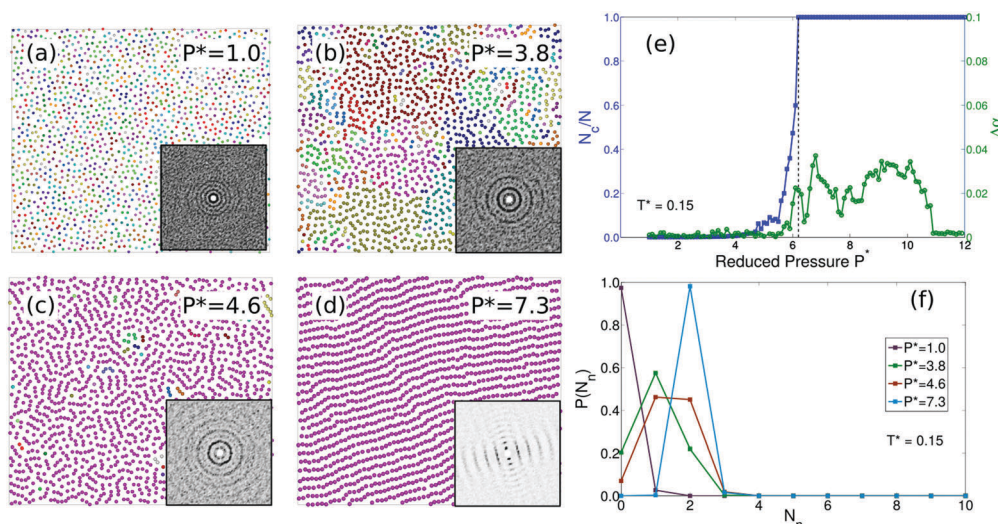 (a) P*=1.0
(b) P*=3.8
(c) P*=4.6
(d) P*=7.3
(e)
1.0
0.8
0.6
0.4
0.2
0.0
N_c/N
0.1
0.08
0.06
0.04
0.02
0
Δα
T* = 0.15
2 4 6 8 10 12
Reduced Pressure P*
(f)
1.0
0.8
0.6
0.4
0.2
0.0
P(N_n)
P*=1.0
P*=3.8
P*=4.6
P*=7.3
T* = 0.15
0 2 4 6 8 10
N_n